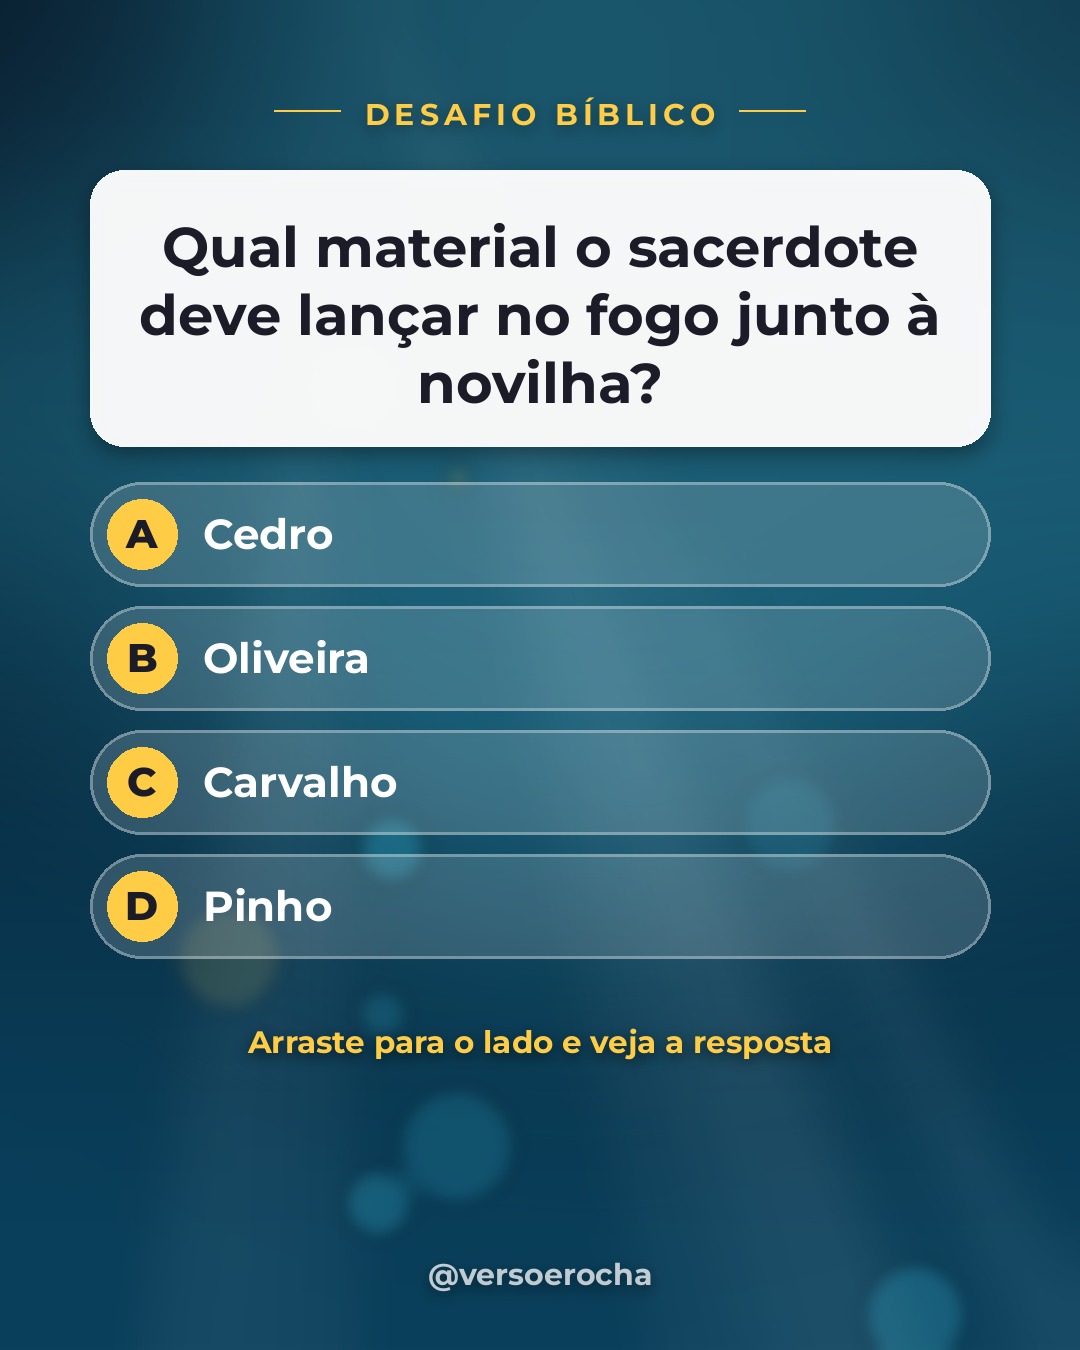 DESAFIO BÍBLICO
Qual material o sacerdote
deve lançar no fogo junto à
novilha?
A Cedro
B Oliveira
C Carvalho
D Pinho
Arraste para o lado e veja a resposta
@versoerocha